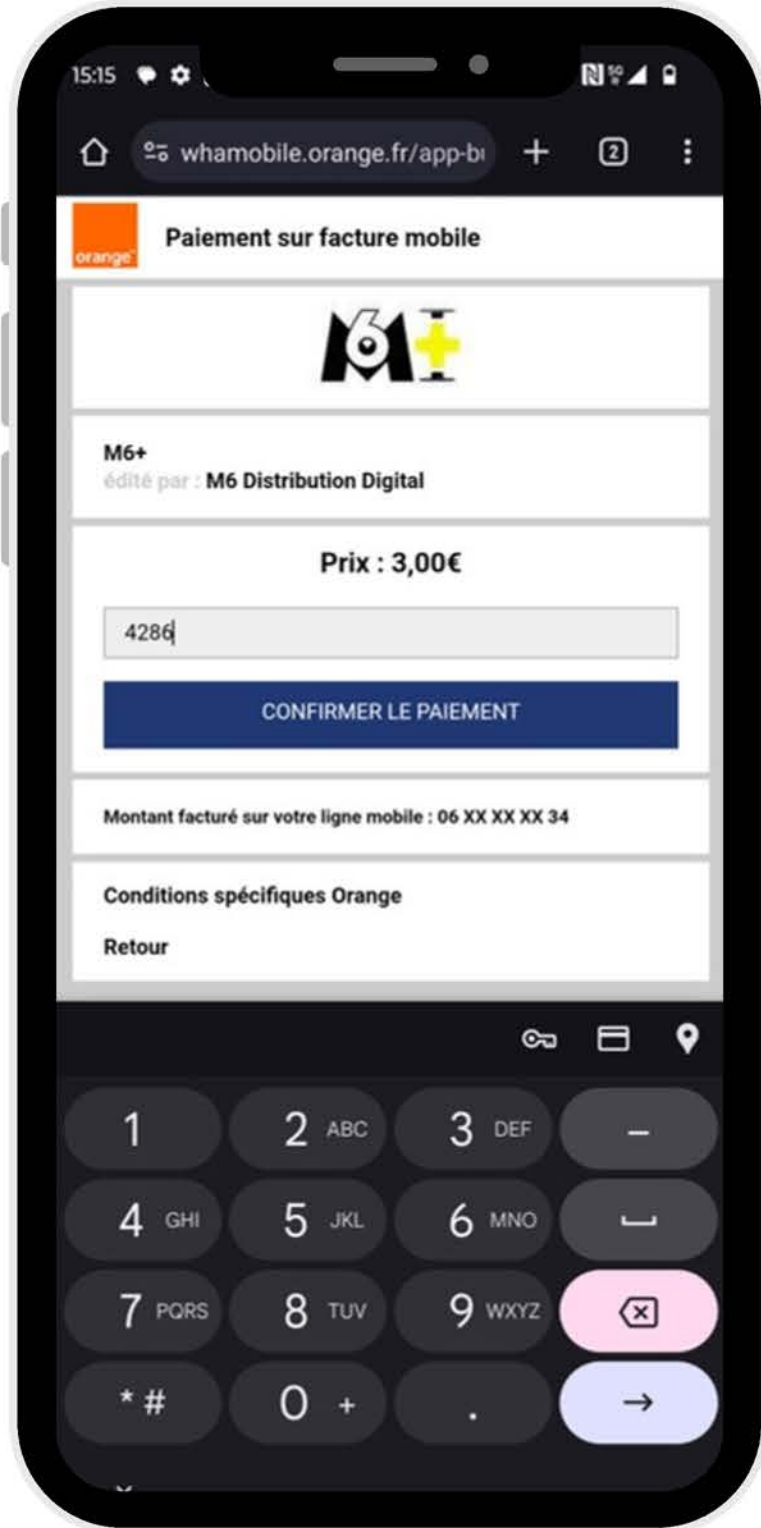 15:15
5G
whamobile.orange.fr/app-b
2
orange™
Paiement sur facture mobile
M6+
M6+
édité par : M6 Distribution Digital
Prix : 3,00€
4286
CONFIRMER LE PAIEMENT
Montant facturé sur votre ligne mobile : 06 XX XX XX 34
Conditions spécifiques Orange
Retour
1 2 ABC 3 DEF –
4 GHI 5 JKL 6 MNO
7 PQRS 8 TUV 9 WXYZ
* # 0 + .